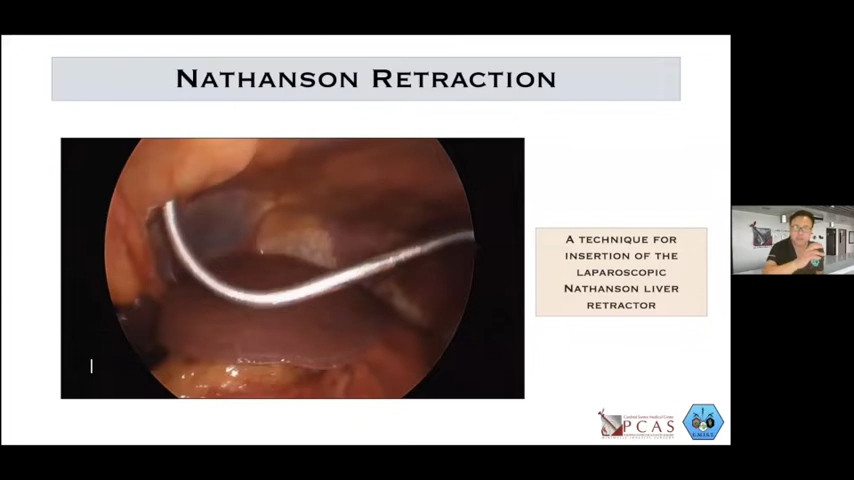 NATHANSON RETRACTION
A TECHNIQUE FOR
INSERTION OF THE
LAPAROSCOPIC
NATHANSON LIVER
RETRACTOR
PCAS